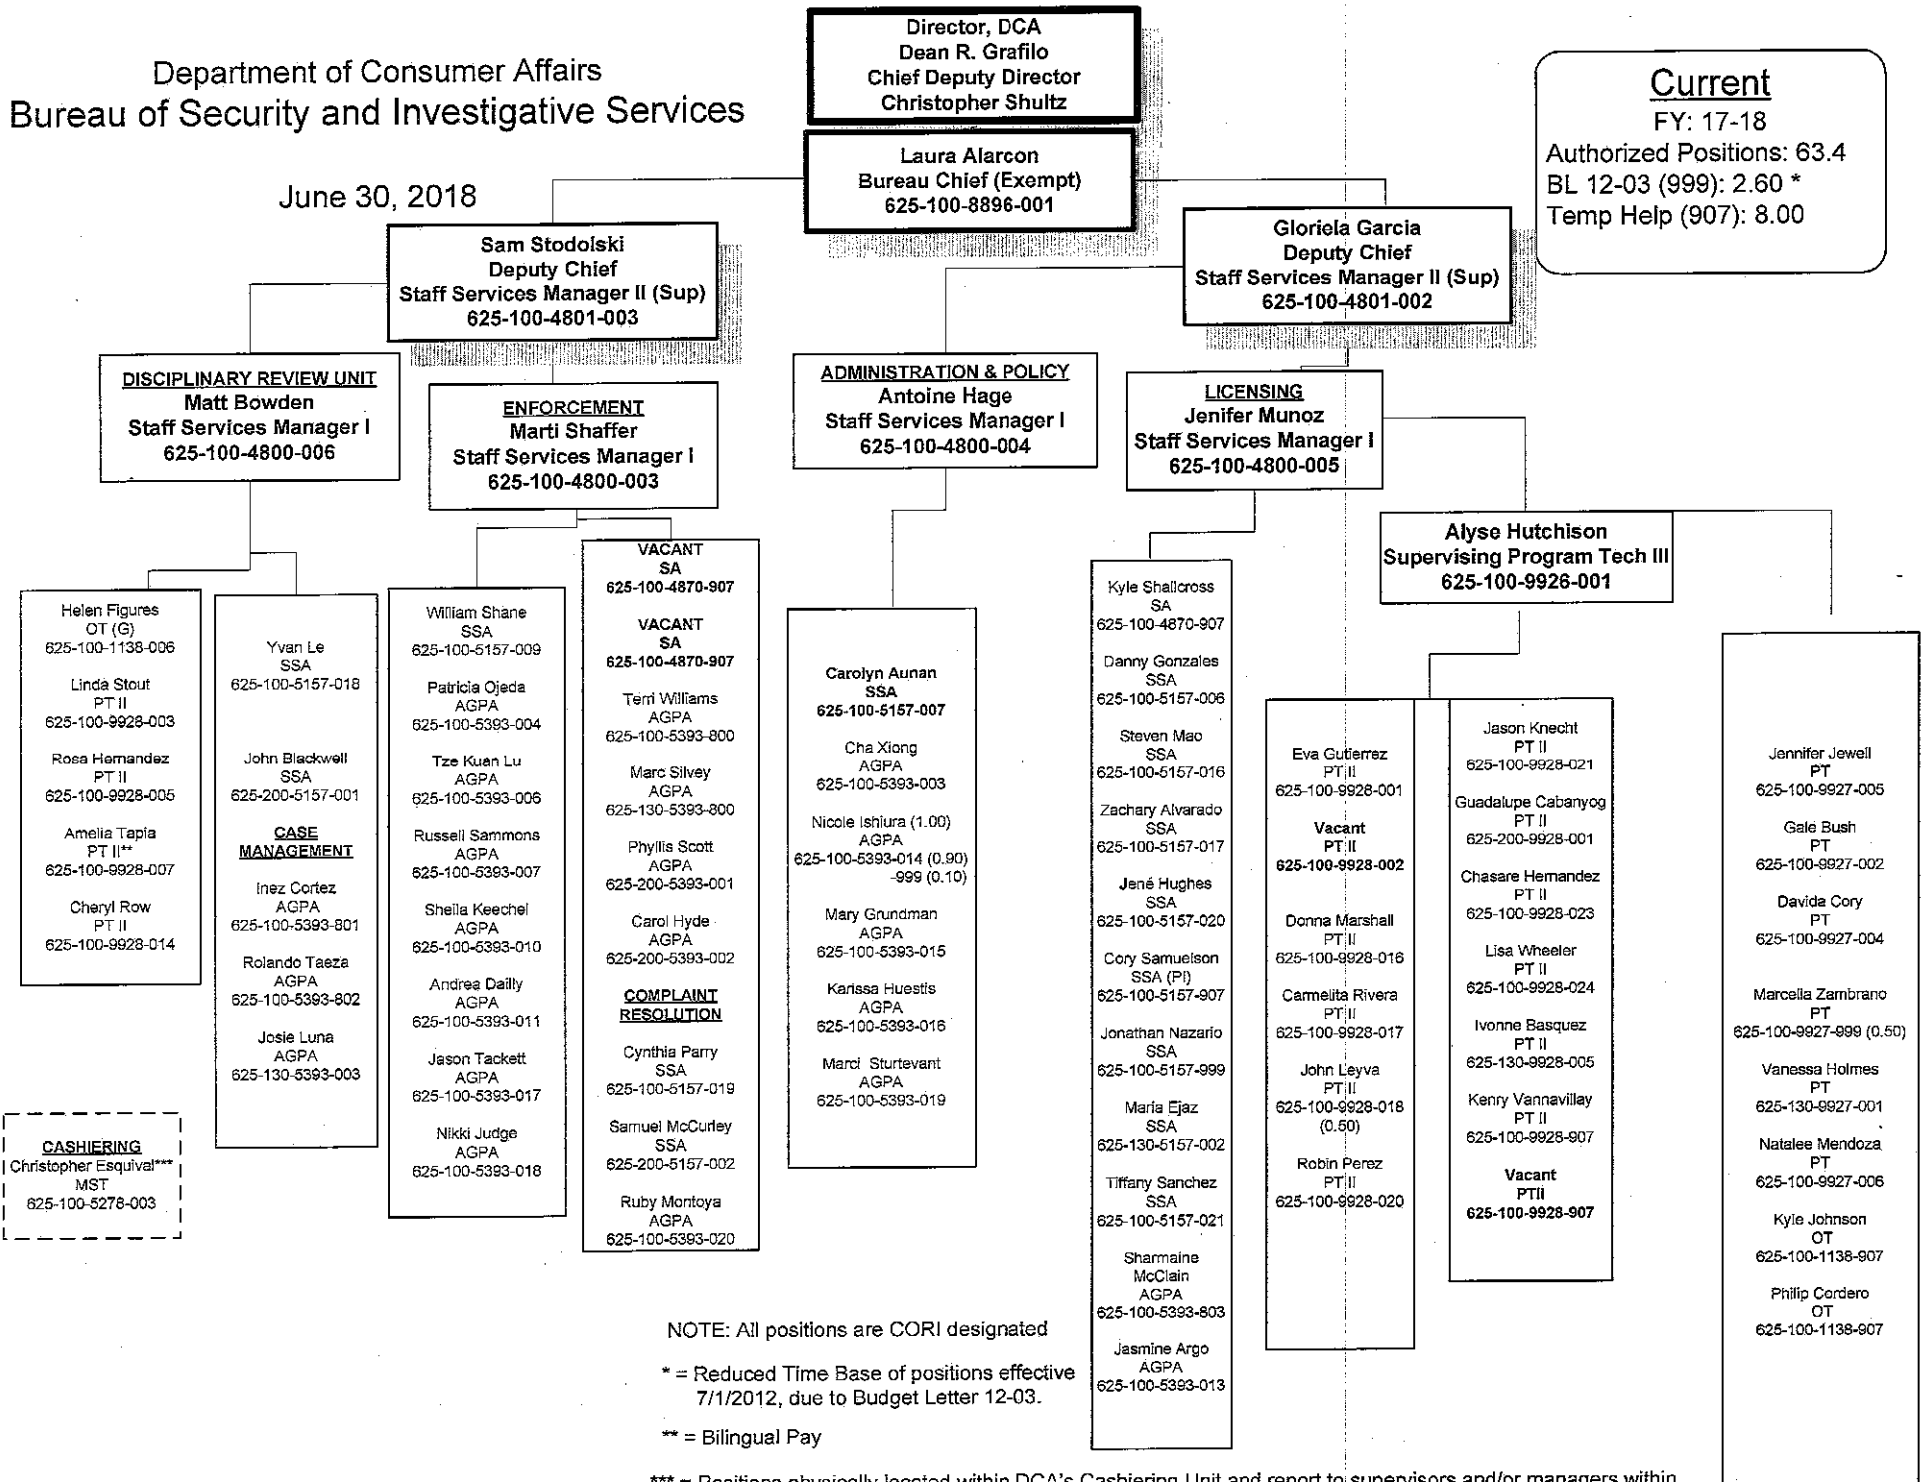 Department of Consumer Affairs
Bureau of Security and Investigative Services
June 30, 2018
Director, DCA
Dean R. Grafilo
Chief Deputy Director
Christopher Shultz
Laura Alarcon
Bureau Chief (Exempt)
625-100-8896-001
Current
FY: 17-18
Authorized Positions: 63.4
BL 12-03 (999): 2.60 *
Temp Help (907): 8.00
Sam Stodolski
Deputy Chief
Staff Services Manager II (Sup)
625-100-4801-003
Gloriela Garcia
Deputy Chief
Staff Services Manager II (Sup)
625-100-4801-002
DISCIPLINARY REVIEW UNIT
Matt Bowden
Staff Services Manager I
625-100-4800-006
ENFORCEMENT
Marti Shaffer
Staff Services Manager I
625-100-4800-003
ADMINISTRATION & POLICY
Antoine Hage
Staff Services Manager I
625-100-4800-004
LICENSING
Jenifer Munoz
Staff Services Manager I
625-100-4800-005
Alyse Hutchison
Supervising Program Tech III
625-100-9926-001
Helen Figures
OT (G)
625-100-1138-006
Linda Stout
PT II
625-100-9928-003
Rosa Hernandez
PT II
625-100-9928-005
Amelia Tapia
PT II**
625-100-9928-007
Cheryl Row
PT II
625-100-9928-014
CASHIERING
Christopher Esquival***
MST
625-100-5278-003
Yvan Le
SSA
625-100-5157-018
John Blackwell
SSA
625-200-5157-001
CASE
MANAGEMENT
Inez Cortez
AGPA
625-100-5393-801
Rolando Taeza
AGPA
625-100-5393-802
Josie Luna
AGPA
625-130-5393-003
William Shane
SSA
625-100-5157-009
Patricia Ojeda
AGPA
625-100-5393-004
Tze Kuan Lu
AGPA
625-100-5393-006
Russell Sammons
AGPA
625-100-5393-007
Sheila Keechel
AGPA
625-100-5393-010
Andrea Dailly
AGPA
625-100-5393-011
Jason Tackett
AGPA
625-100-5393-017
Nikki Judge
AGPA
625-100-5393-018
VACANT
SA
625-100-4870-907
VACANT
SA
625-100-4870-907
Terri Williams
AGPA
625-100-5393-800
Marc Silvey
AGPA
625-130-5393-800
Phyllis Scott
AGPA
625-200-5393-001
Carol Hyde
AGPA
625-200-5393-002
COMPLAINT
RESOLUTION
Cynthia Parry
SSA
625-100-5157-019
Samuel McCurley
SSA
625-200-5157-002
Ruby Montoya
AGPA
625-100-5393-020
Carolyn Aunan
SSA
625-100-5157-007
Cha Xiong
AGPA
625-100-5393-003
Nicole Ishiura (1.00)
AGPA
625-100-5393-014 (0.90)
-999 (0.10)
Mary Grundman
AGPA
625-100-5393-015
Karissa Huestis
AGPA
625-100-5393-016
Marci Sturtevant
AGPA
625-100-5393-019
Kyle Shallcross
SA
625-100-4870-907
Danny Gonzales
SSA
625-100-5157-006
Steven Mao
SSA
625-100-5157-016
Zachary Alvarado
SSA
625-100-5157-017
Jené Hughes
SSA
625-100-5157-020
Cory Samuelson
SSA (PI)
625-100-5157-907
Jonathan Nazario
SSA
625-100-5157-999
Maria Ejaz
SSA
625-130-5157-002
Tiffany Sanchez
SSA
625-100-5157-021
Sharmaine
McClain
AGPA
625-100-5393-803
Jasmine Argo
AGPA
625-100-5393-013
Eva Gutierrez
PT II
625-100-9928-001
Vacant
PT II
625-100-9928-002
Donna Marshall
PT II
625-100-9928-016
Carmelita Rivera
PT II
625-100-9928-017
John Leyva
PT II
625-100-9928-018
(0.50)
Robin Perez
PT II
625-100-9928-020
Jason Knecht
PT II
625-100-9928-021
Guadalupe Cabanyog
PT II
625-200-9928-001
Chasare Hernandez
PT II
625-100-9928-023
Lisa Wheeler
PT II
625-100-9928-024
Ivonne Basquez
PT II
625-130-9928-005
Kenry Vannavillay
PT II
625-100-9928-907
Vacant
PTII
625-100-9928-907
Jennifer Jewell
PT
625-100-9927-005
Gale Bush
PT
625-100-9927-002
Davida Cory
PT
625-100-9927-004
Marcella Zambrano
PT
625-100-9927-999 (0.50)
Vanessa Holmes
PT
625-130-9927-001
Natalee Mendoza
PT
625-100-9927-006
Kyle Johnson
OT
625-100-1138-907
Philip Cordero
OT
625-100-1138-907
NOTE: All positions are CORI designated
* = Reduced Time Base of positions effective
7/1/2012, due to Budget Letter 12-03.
** = Bilingual Pay
*** = Positions physically located within DCA's Cashiering Unit and report to supervisors and/or managers within